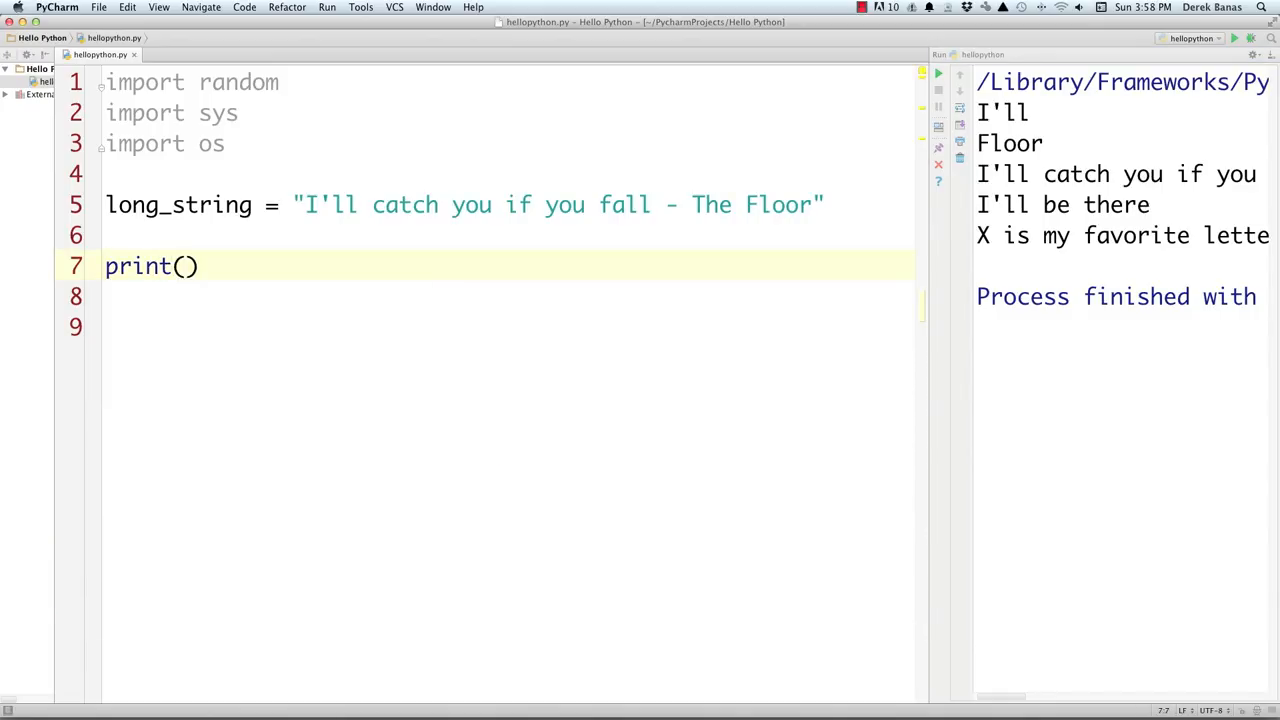 PyCharm File Edit View Navigate Code Refactor Run Tools VCS Window Help 10 Sun 3:58 PM Derek Banas
hellopython.py - Hello Python - [~/PycharmProjects/Hello Python]
Hello Python hellopython.py hellopython
hellopython.py
Run hellopython
Hello P
hell
Externa
1 import random
2 import sys
3 import os
4
5 long_string = "I'll catch you if you fall - The Floor"
6
7 print()
8
9
/Library/Frameworks/Py
I'll
Floor
I'll catch you if you
I'll be there
X is my favorite lette
Process finished with
7:7 LF UTF-8